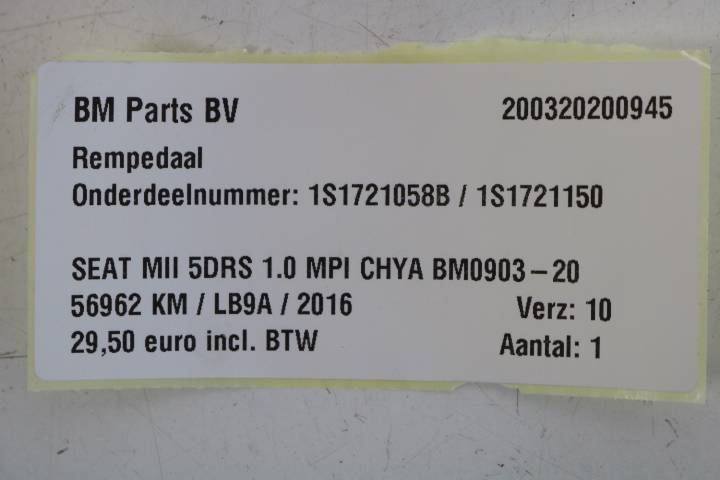 BM Parts BV 200320200945
Rempedaal
Onderdeelnummer: 1S1721058B / 1S1721150
SEAT MII 5DRS 1.0 MPI CHYA BM0903-20
56962 KM / LB9A / 2016 Verz: 10
29,50 euro incl. BTW Aantal: 1